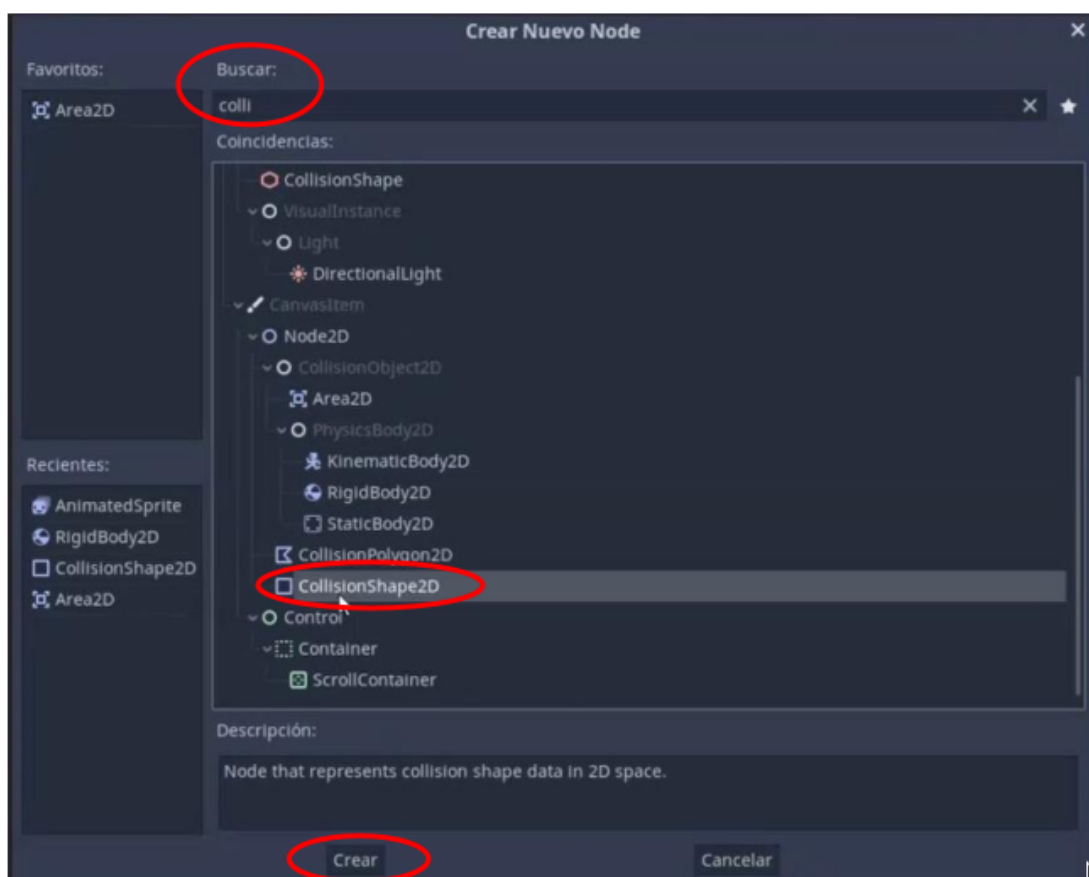 Crear Nuevo Node
Favoritos:
Area2D
Buscar:
colli
Coincidencias:
CollisionShape
VisualInstance
Light
DirectionalLight
CanvasItem
Node2D
CollisionObject2D
Area2D
PhysicsBody2D
KinematicBody2D
RigidBody2D
StaticBody2D
CollisionPolygon2D
CollisionShape2D
Control
Container
ScrollContainer
Recientes:
AnimatedSprite
RigidBody2D
CollisionShape2D
Area2D
Descripción:
Node that represents collision shape data in 2D space.
Crear
Cancelar